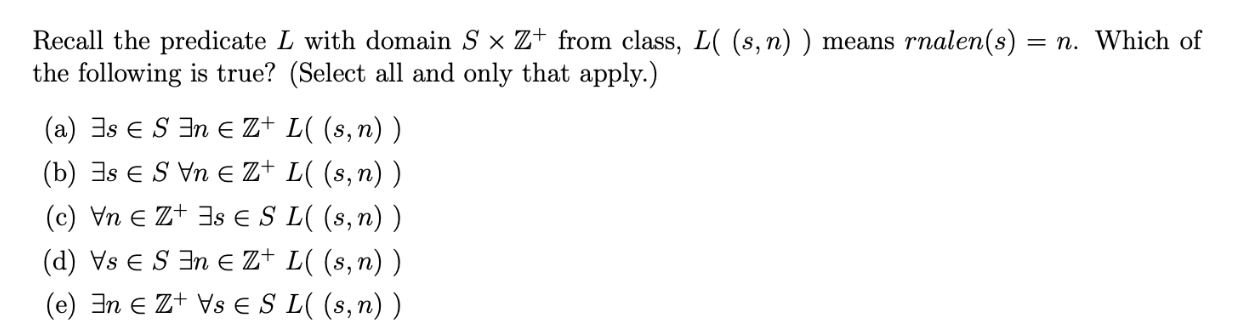 Recall the predicate L with domain S × ℤ⁺ from class, L( (s, n) ) means rnalen(s) = n. Which of
the following is true? (Select all and only that apply.)
(a) ∃s ∈ S ∃n ∈ ℤ⁺ L( (s, n) )
(b) ∃s ∈ S ∀n ∈ ℤ⁺ L( (s, n) )
(c) ∀n ∈ ℤ⁺ ∃s ∈ S L( (s, n) )
(d) ∀s ∈ S ∃n ∈ ℤ⁺ L( (s, n) )
(e) ∃n ∈ ℤ⁺ ∀s ∈ S L( (s, n) )